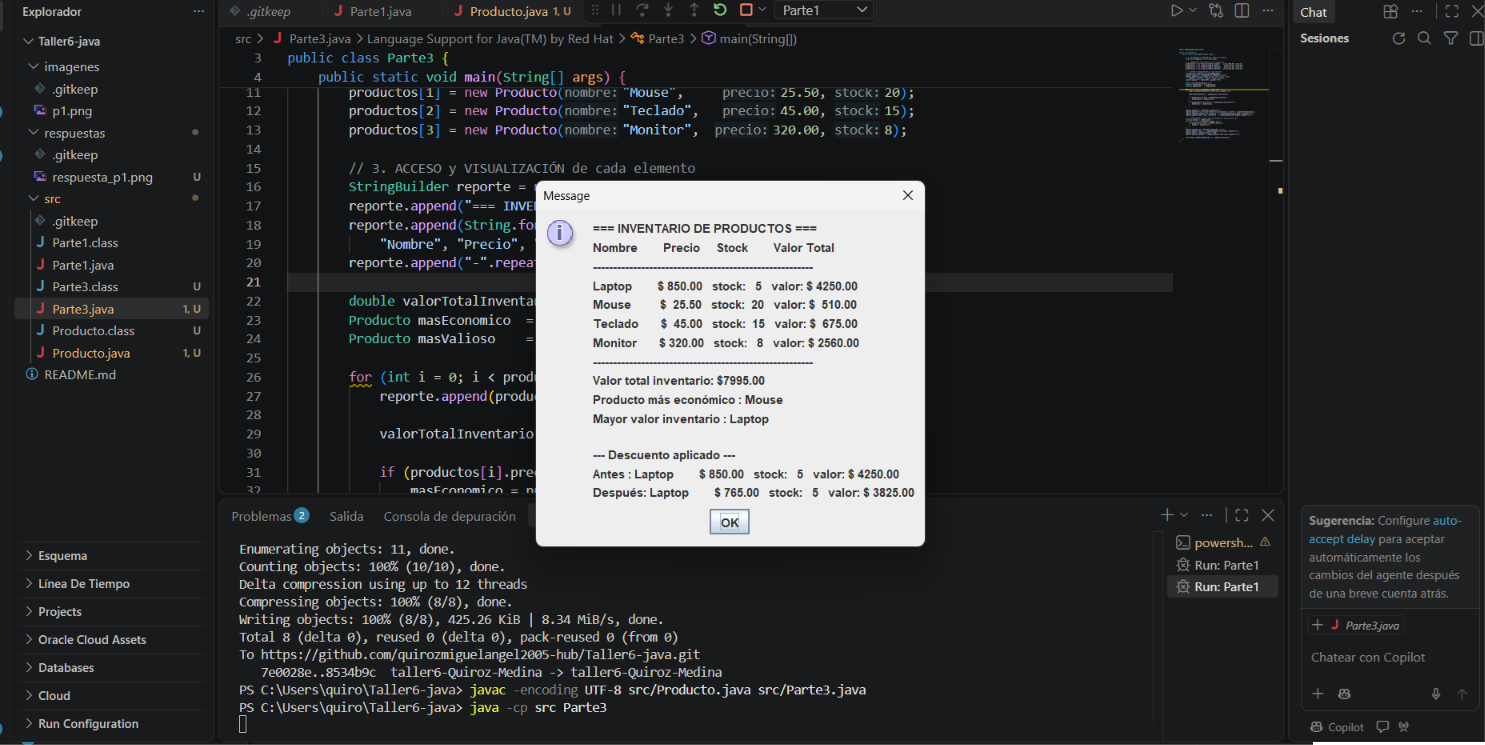 Explorador
Taller6-java
imagenes
.gitkeep
p1.png
respuestas
.gitkeep
respuesta_p1.png U
src
.gitkeep
Parte1.class
Parte1.java
Parte3.class U
Parte3.java 1, U
Producto.class U
Producto.java 1, U
README.md
Esquema
Línea De Tiempo
Projects
Oracle Cloud Assets
Databases
Cloud
Run Configuration
.gitkeep
Parte1.java
Producto.java 1, U
Parte1
src > Parte3.java > Language Support for Java(TM) by Red Hat > Parte3 > main(String[])
3 public class Parte3 {
4 public static void main(String[] args) {
11 productos[1] = new Producto(nombre: "Mouse", precio: 25.50, stock: 20);
12 productos[2] = new Producto(nombre: "Teclado", precio: 45.00, stock: 15);
13 productos[3] = new Producto(nombre: "Monitor", precio: 320.00, stock: 8);
14
15 // 3. ACCESO y VISUALIZACIÓN de cada elemento
16 StringBuilder reporte =
17 reporte.append("=== INVE
18 reporte.append(String.for
19 "Nombre", "Precio",
20 reporte.append("-".repea
21
22 double valorTotalInventa
23 Producto masEconomico =
24 Producto masValioso =
25
26 for (int i = 0; i < produ
27 reporte.append(produ
28
29 valorTotalInventario
30
31 if (productos[i].prec
32 masEconomico = p
Message
=== INVENTARIO DE PRODUCTOS ===
Nombre Precio Stock Valor Total
-------------------------------------------------------
Laptop $ 850.00 stock: 5 valor: $ 4250.00
Mouse $ 25.50 stock: 20 valor: $ 510.00
Teclado $ 45.00 stock: 15 valor: $ 675.00
Monitor $ 320.00 stock: 8 valor: $ 2560.00
-------------------------------------------------------
Valor total inventario: $7995.00
Producto más económico : Mouse
Mayor valor inventario : Laptop
--- Descuento aplicado ---
Antes : Laptop $ 850.00 stock: 5 valor: $ 4250.00
Después: Laptop $ 765.00 stock: 5 valor: $ 3825.00
OK
Problemas 2 Salida Consola de depuración
Enumerating objects: 11, done.
Counting objects: 100% (10/10), done.
Delta compression using up to 12 threads
Compressing objects: 100% (8/8), done.
Writing objects: 100% (8/8), 425.26 KiB | 8.34 MiB/s, done.
Total 8 (delta 0), reused 0 (delta 0), pack-reused 0 (from 0)
To https://github.com/quirozmiguelangel2005-hub/Taller6-java.git
7e0028e..8534b9c taller6-Quiroz-Medina -> taller6-Quiroz-Medina
PS C:\Users\quiro\Taller6-java> javac -encoding UTF-8 src/Producto.java src/Parte3.java
PS C:\Users\quiro\Taller6-java> java -cp src Parte3
powersh...
Run: Parte1
Run: Parte1
Chat
Sesiones
Sugerencia: Configure auto-
accept delay para aceptar
automáticamente los
cambios del agente después
de una breve cuenta atrás.
Parte3.java
Chatear con Copilot
Copilot